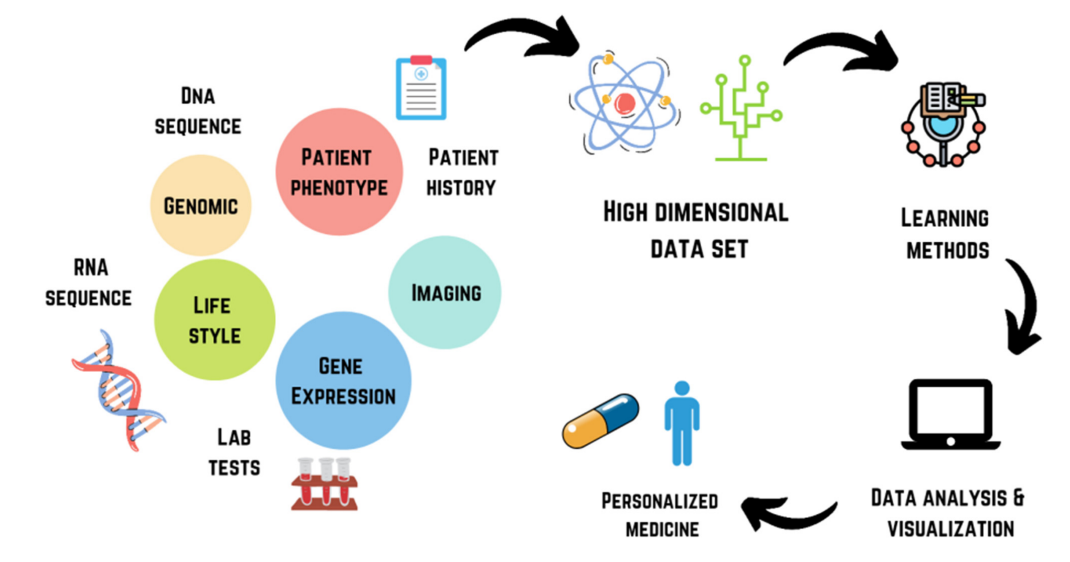 DNA
SEQUENCE
PATIENT
PHENOTYPE
PATIENT
HISTORY
GENOMIC
RNA
SEQUENCE
LIFE
STYLE
IMAGING
GENE
EXPRESSION
LAB
TESTS
HIGH DIMENSIONAL
DATA SET
LEARNING
METHODS
DATA ANALYSIS &
VISUALIZATION
PERSONALIZED
MEDICINE